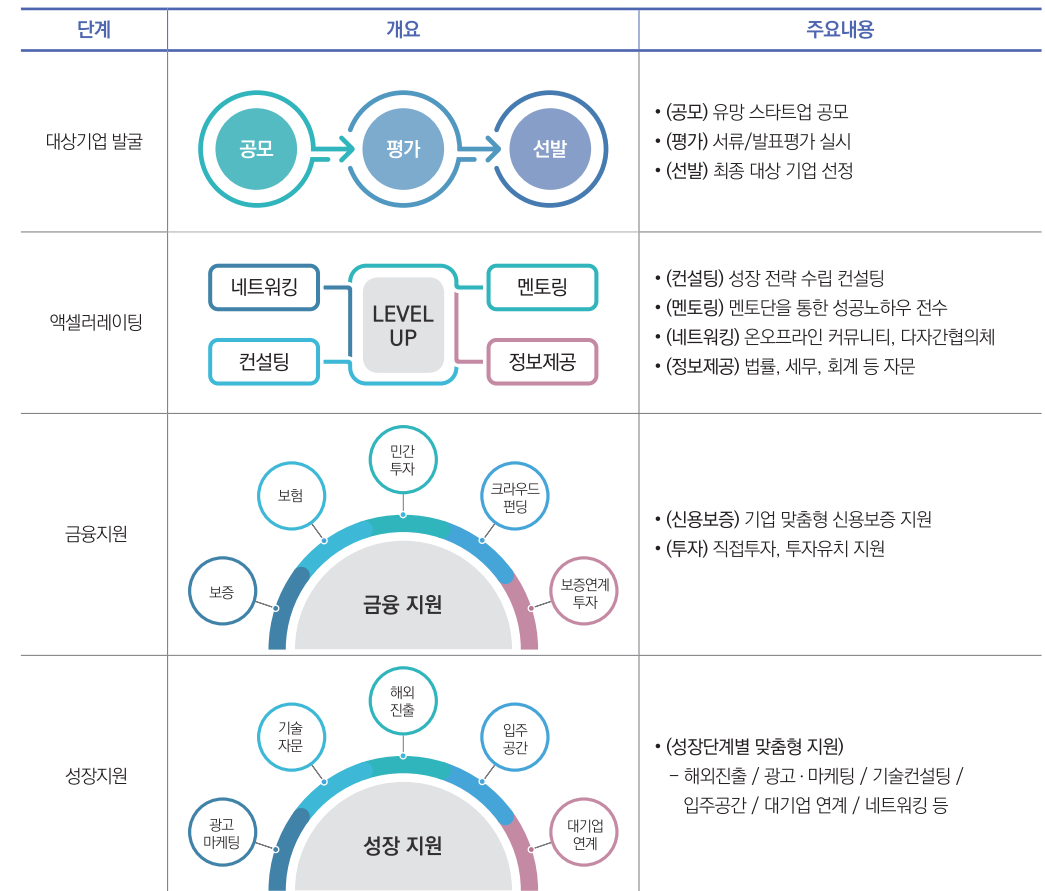 단계
개요
주요내용
대상기업 발굴
공모
평가
선발
• (공모) 유망 스타트업 공모
• (평가) 서류/발표평가 실시
• (선발) 최종 대상 기업 선정
액셀러레이팅
네트워킹
멘토링
LEVEL
UP
컨설팅
정보제공
• (컨설팅) 성장 전략 수립 컨설팅
• (멘토링) 멘토단을 통한 성공노하우 전수
• (네트워킹) 온오프라인 커뮤니티, 다자간협의체
• (정보제공) 법률, 세무, 회계 등 자문
금융지원
보증
보험
민간
투자
크라우드
펀딩
보증연계
투자
금융 지원
• (신용보증) 기업 맞춤형 신용보증 지원
• (투자) 직접투자, 투자유치 지원
성장지원
광고
마케팅
기술
자문
해외
진출
입주
공간
대기업
연계
성장 지원
• (성장단계별 맞춤형 지원)
– 해외진출 / 광고 · 마케팅 / 기술컨설팅 /
입주공간 / 대기업 연계 / 네트워킹 등